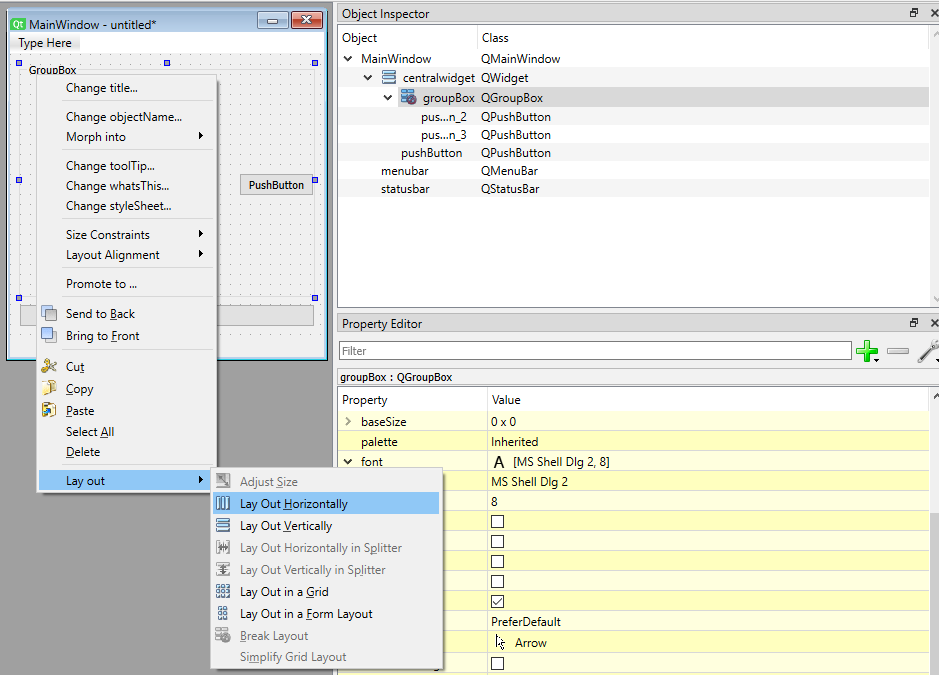 Qt MainWindow - untitled*
Type Here
GroupBox
PushButton
Change title...
Change objectName...
Morph into
Change toolTip...
Change whatsThis...
Change styleSheet...
Size Constraints
Layout Alignment
Promote to ...
Send to Back
Bring to Front
Cut
Copy
Paste
Select All
Delete
Lay out
Adjust Size
Lay Out Horizontally
Lay Out Vertically
Lay Out Horizontally in Splitter
Lay Out Vertically in Splitter
Lay Out in a Grid
Lay Out in a Form Layout
Break Layout
Simplify Grid Layout
Object Inspector
Object Class
MainWindow QMainWindow
centralwidget QWidget
groupBox QGroupBox
pus...n_2 QPushButton
pus...n_3 QPushButton
pushButton QPushButton
menubar QMenuBar
statusbar QStatusBar
Property Editor
Filter
groupBox : QGroupBox
Property Value
baseSize 0 x 0
palette Inherited
font A [MS Shell Dlg 2, 8]
MS Shell Dlg 2
8
PreferDefault
Arrow